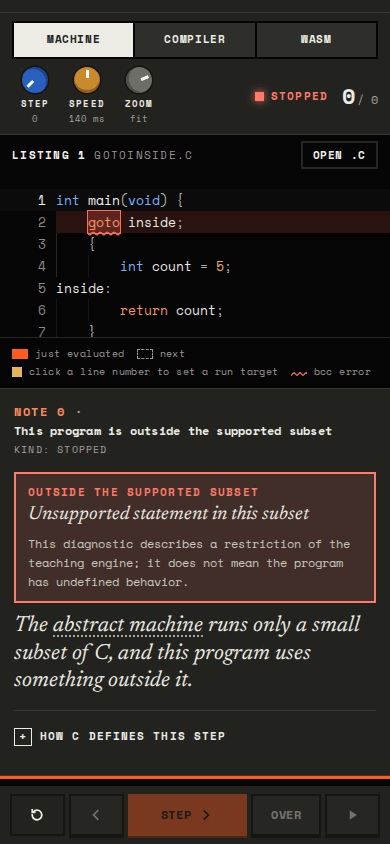 MACHINE COMPILER WASM
STEP SPEED ZOOM
0 140 ms fit
STOPPED 0 / 0
LISTING 1 GOTOINSIDE.C OPEN .C
1 int main(void) {
2 goto inside;
3 {
4 int count = 5;
5 inside:
6 return count;
7 }
just evaluated next
click a line number to set a run target bcc error
NOTE 0 ·
This program is outside the supported subset
KIND: STOPPED
OUTSIDE THE SUPPORTED SUBSET
Unsupported statement in this subset
This diagnostic describes a restriction of the
teaching engine; it does not mean the program
has undefined behavior.
The abstract machine runs only a small
subset of C, and this program uses
something outside it.
+ HOW C DEFINES THIS STEP
STEP OVER